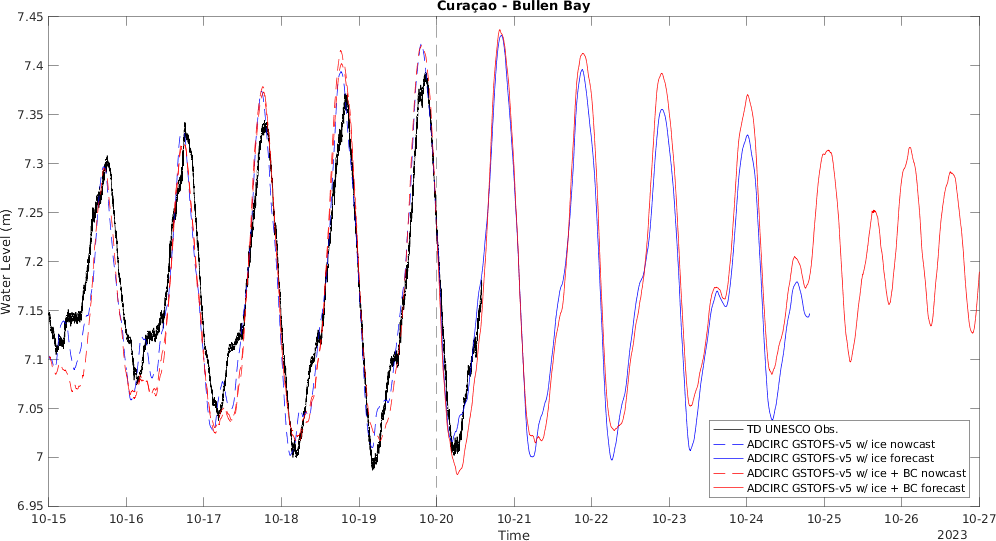 Curaçao - Bullen Bay
Water Level (m)
7.45
7.4
7.35
7.3
7.25
7.2
7.15
7.1
7.05
7
6.95
10-15 10-16 10-17 10-18 10-19 10-20 10-21 10-22 10-23 10-24 10-25 10-26 10-27
Time
2023
TD UNESCO Obs.
ADCIRC GSTOFS-v5 w/ ice nowcast
ADCIRC GSTOFS-v5 w/ ice forecast
ADCIRC GSTOFS-v5 w/ ice + BC nowcast
ADCIRC GSTOFS-v5 w/ ice + BC forecast